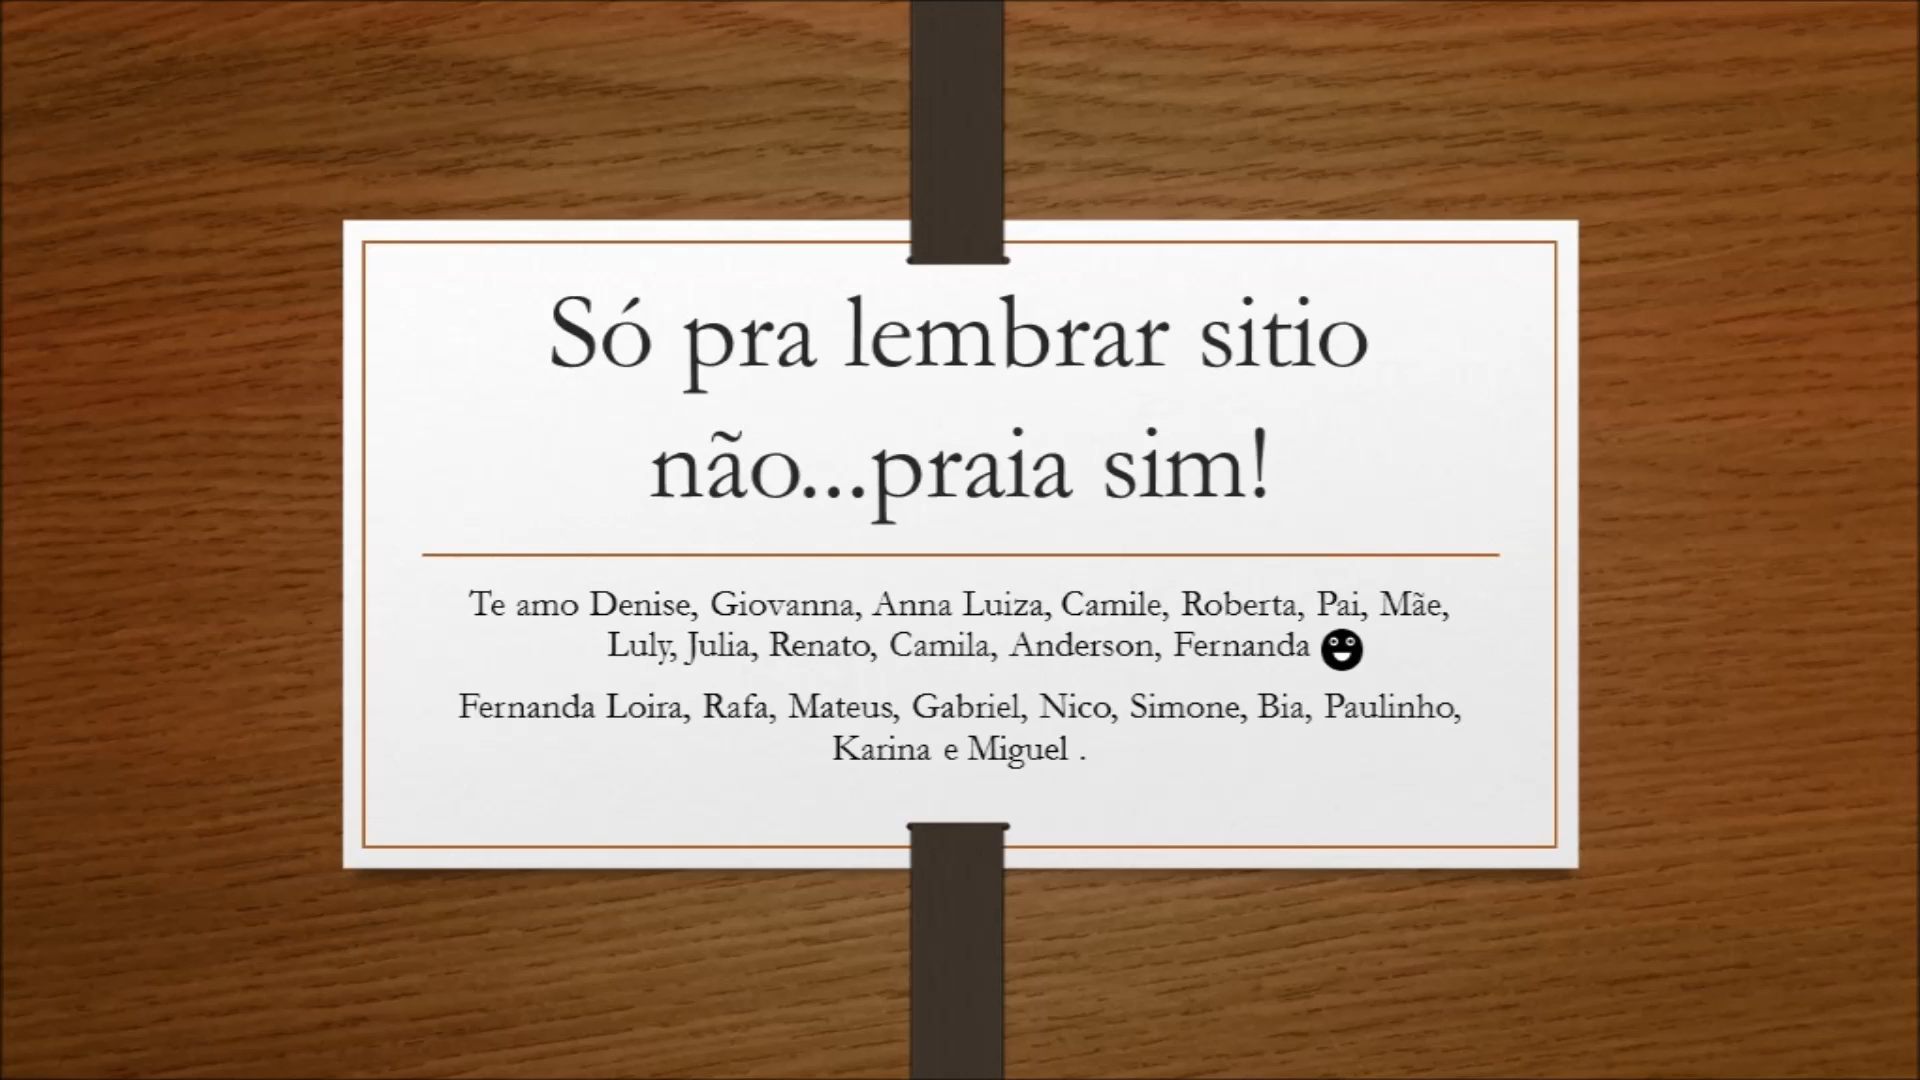 Só pra lembrar sitio
não...praia sim!
Te amo Denise, Giovanna, Anna Luiza, Camile, Roberta, Pai, Mãe,
Luly, Julia, Renato, Camila, Anderson, Fernanda
Fernanda Loira, Rafa, Mateus, Gabriel, Nico, Simone, Bia, Paulinho,
Karina e Miguel .